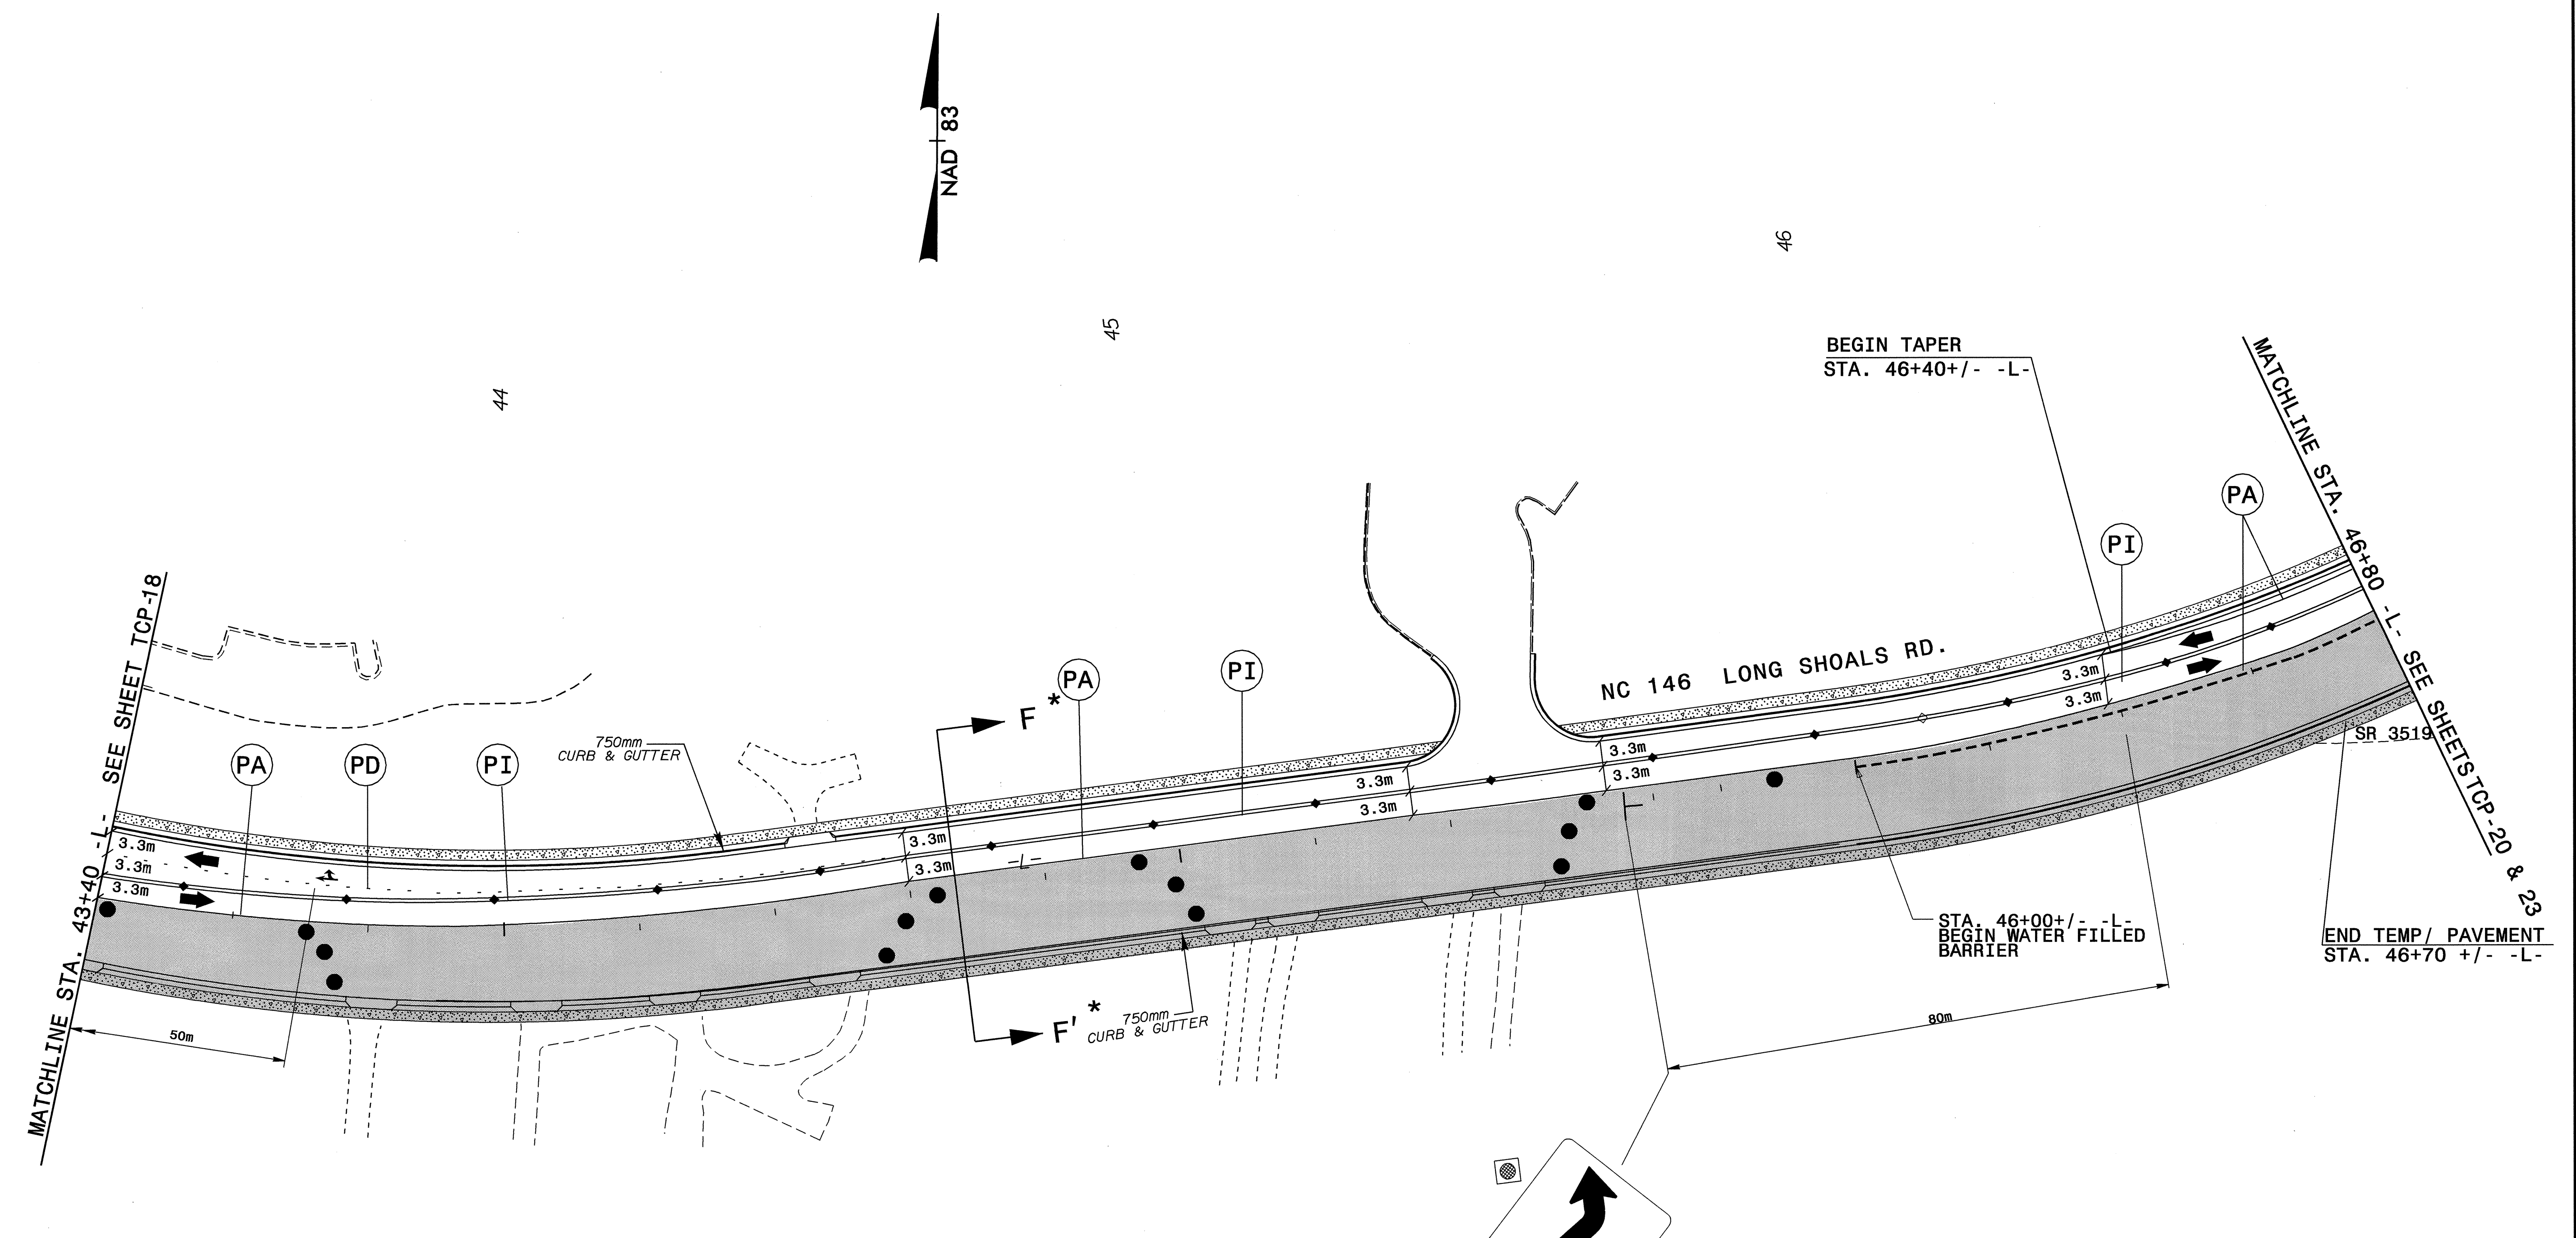 NAD 83
46
45
44
BEGIN TAPER
STA. 46+40+/- -L-
MATCHLINE STA. 46+80 -L- SEE SHEETSTCP-20 & 23
PA
PI
NC 146 LONG SHOALS RD.
MATCHLINE STA. 43+40 -L- SEE SHEET TCP-18
PA
PD
PI
750mm
CURB & GUTTER
F *
PA
PI
3.3m
3.3m
3.3m
3.3m
3.3m
3.3m
3.3m
3.3m
3.3m
3.3m
3.3m
L
SR 3519
STA. 46+00+/- -L-
BEGIN WATER FILLED
BARRIER
END TEMP/ PAVEMENT
STA. 46+70 +/- -L-
F' *
750mm
CURB & GUTTER
50m
80m